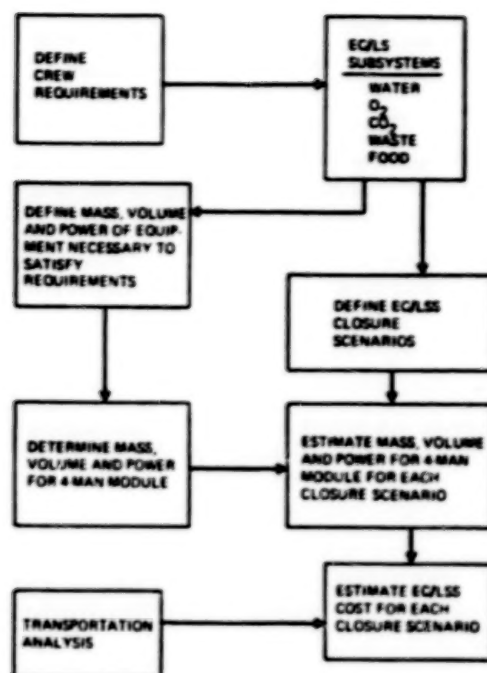 DEFINE
CREW
REQUIREMENTS
EC/LS
SUBSYSTEMS
WATER
O2
CO2
WASTE
FOOD
DEFINE MASS, VOLUME
AND POWER OF EQUIP-
MENT NECESSARY TO
SATISFY
REQUIREMENTS
DEFINE EC/LSS
CLOSURE
SCENARIOS
DETERMINE MASS,
VOLUME AND POWER
FOR 4-MAN MODULE
ESTIMATE MASS, VOLUME
AND POWER FOR 4-MAN
MODULE FOR EACH
CLOSURE SCENARIO
TRANSPORTATION
ANALYSIS
ESTIMATE EC/LSS
COST FOR EACH
CLOSURE SCENARIO